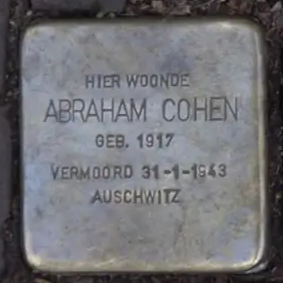 HIER WOONDE
ABRAHAM COHEN
GEB. 1917
VERMOORD 31-1-1943
AUSCHWITZ